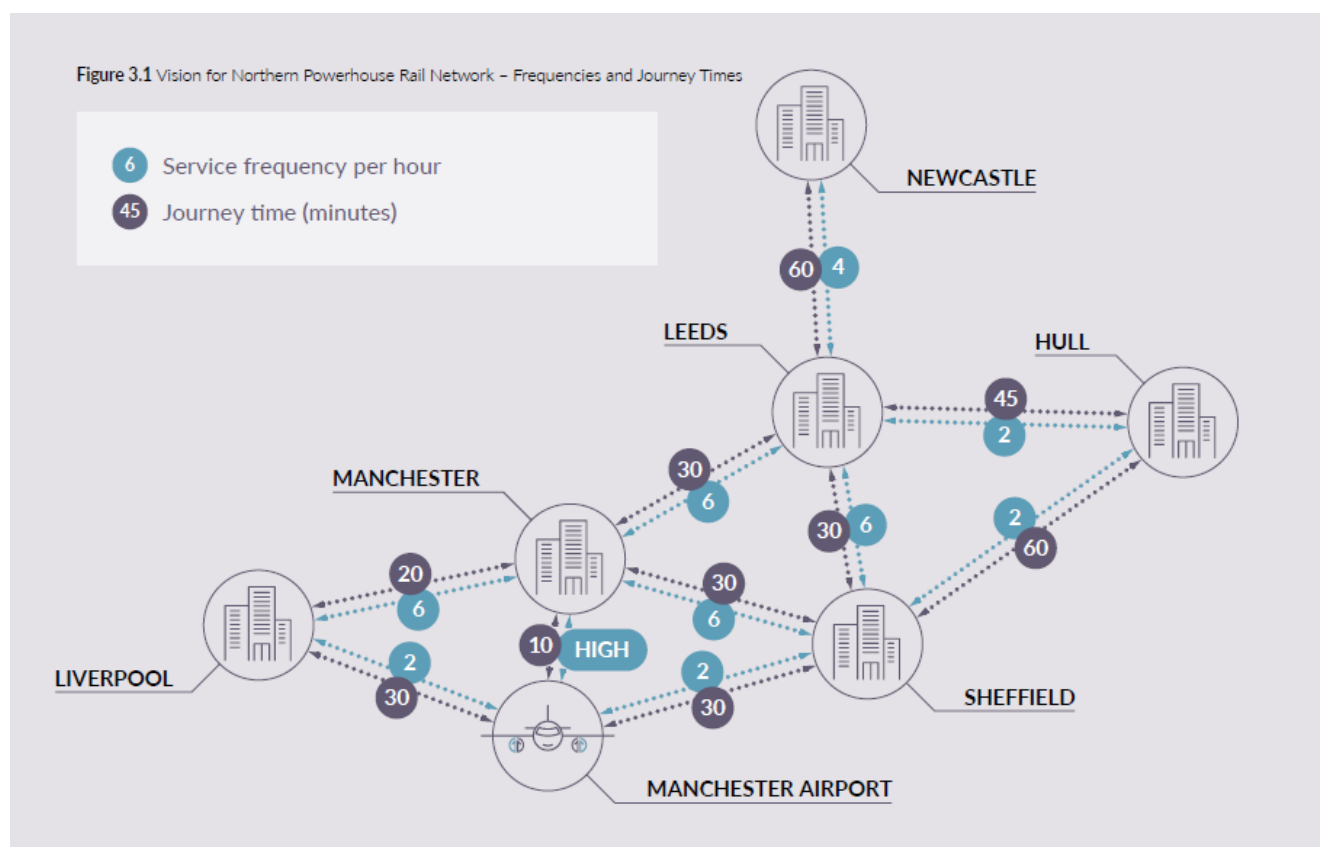 Figure 3.1 Vision for Northern Powerhouse Rail Network – Frequencies and Journey Times
6 Service frequency per hour
45 Journey time (minutes)
NEWCASTLE
60 4
LEEDS
HULL
45
2
30
6
MANCHESTER
30 6
2
60
20
6
30
6
10 HIGH
2
30
2
30
LIVERPOOL
SHEFFIELD
MANCHESTER AIRPORT